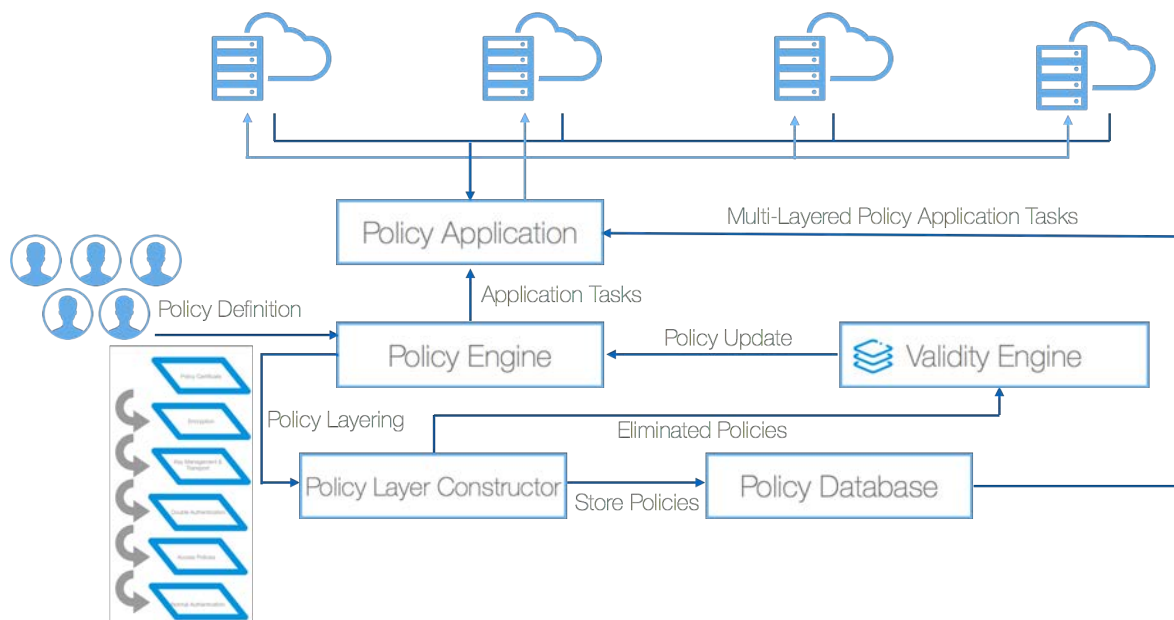 Multi-Layered Policy Application Tasks
Policy Application
Application Tasks
Policy Definition
Policy Engine
Policy Update
Validity Engine
Policy Certificate
Encryption
Key Management &
Transport
Double Authentication
Access Policies
Policy Layering
Eliminated Policies
Policy Layer Constructor
Store Policies
Policy Database